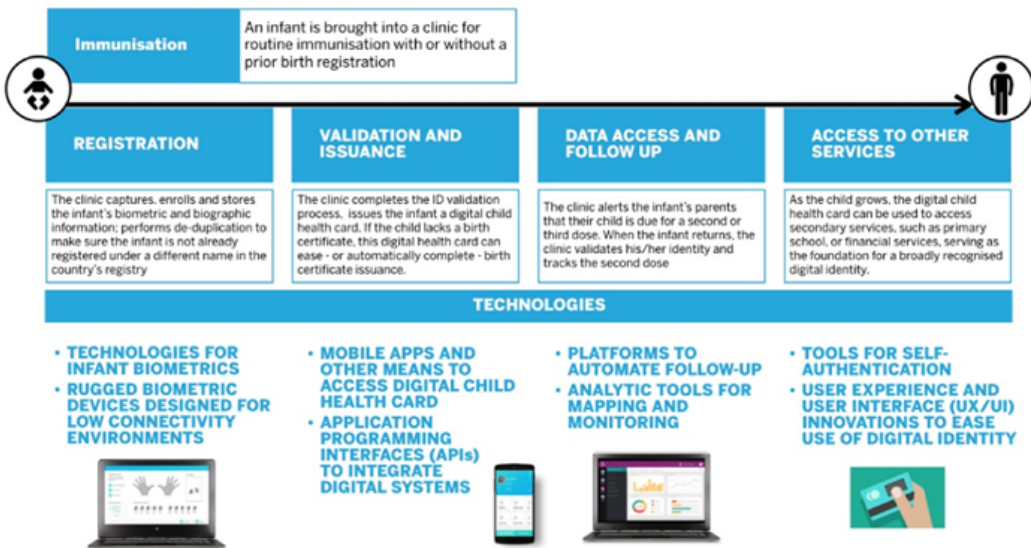 Immunisation
An infant is brought into a clinic for
routine immunisation with or without a
prior birth registration
REGISTRATION
The clinic captures, enrolls and stores
the infant's biometric and biographic
information; performs de-duplication to
make sure the infant is not already
registered under a different name in the
country's registry
VALIDATION AND
ISSUANCE
The clinic completes the ID validation
process, issues the infant a digital child
health card. If the child lacks a birth
certificate, this digital health card can
ease - or automatically complete - birth
certificate issuance.
DATA ACCESS AND
FOLLOW UP
The clinic alerts the infant's parents
that their child is due for a second or
third dose. When the infant returns, the
clinic validates his/her identity and
tracks the second dose
ACCESS TO OTHER
SERVICES
As the child grows, the digital child
health card can be used to access
secondary services, such as primary
school, or financial services, serving as
the foundation for a broadly recognised
digital identity.
TECHNOLOGIES
• TECHNOLOGIES FOR
INFANT BIOMETRICS
• RUGGED BIOMETRIC
DEVICES DESIGNED FOR
LOW CONNECTIVITY
ENVIRONMENTS
• MOBILE APPS AND
OTHER MEANS TO
ACCESS DIGITAL CHILD
HEALTH CARD
• APPLICATION
PROGRAMMING
INTERFACES (APIs)
TO INTEGRATE
DIGITAL SYSTEMS
• PLATFORMS TO
AUTOMATE FOLLOW-UP
• ANALYTIC TOOLS FOR
MAPPING AND
MONITORING
• TOOLS FOR SELF-
AUTHENTICATION
• USER EXPERIENCE AND
USER INTERFACE (UX/UI)
INNOVATIONS TO EASE
USE OF DIGITAL IDENTITY